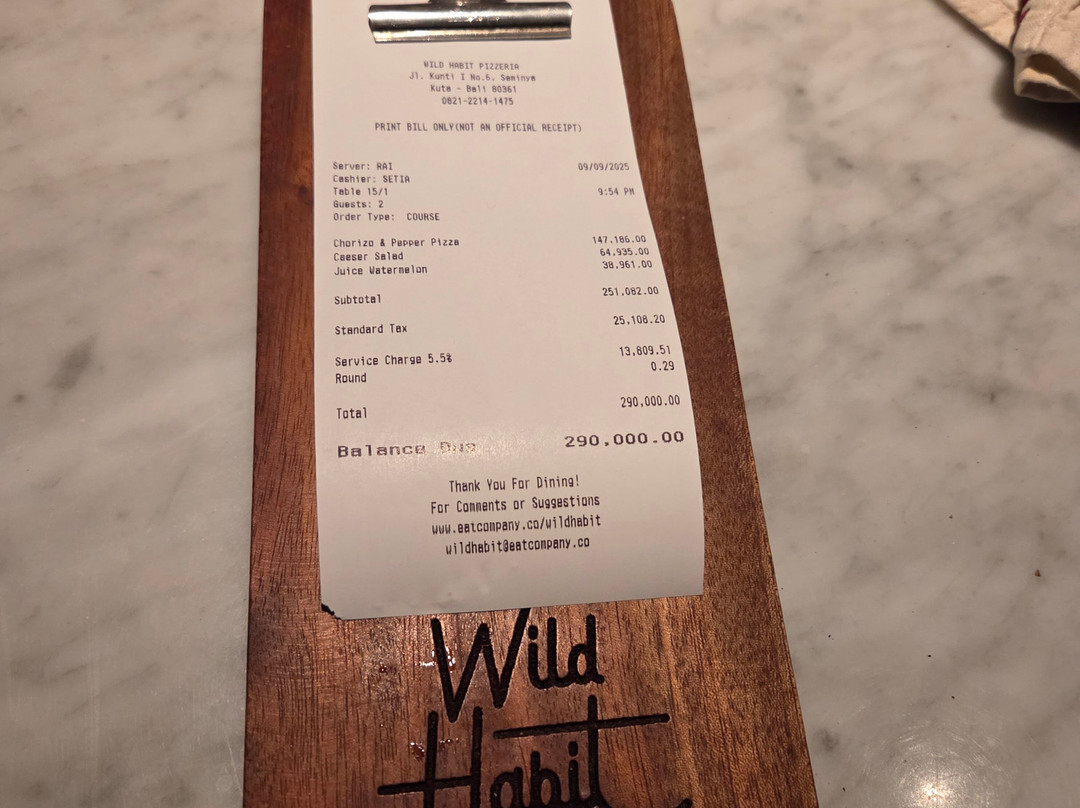 WILD HABIT PIZZERIA
Jl. Kunti I No.6, Seminya
Kuta - Bali 80361
0821-2214-1475
PRINT BILL ONLY(NOT AN OFFICIAL RECEIPT)
Server: RAI 09/09/2025
Cashier: SETIA
Table 15/1 9:54 PM
Guests: 2
Order Type: COURSE
Chorizo & Pepper Pizza 147,186.00
Caeser Salad 64,935.00
Juice Watermelon 38,961.00
Subtotal 251,082.00
Standard Tax 25,108.20
Service Charge 5.5% 13,809.51
Round 0.29
Total 290,000.00
Balance Due 290,000.00
Thank You For Dining!
For Comments or Suggestions
www.eatcompany.co/wildhabit
wildhabit@eatcompany.co
Wild
Habit